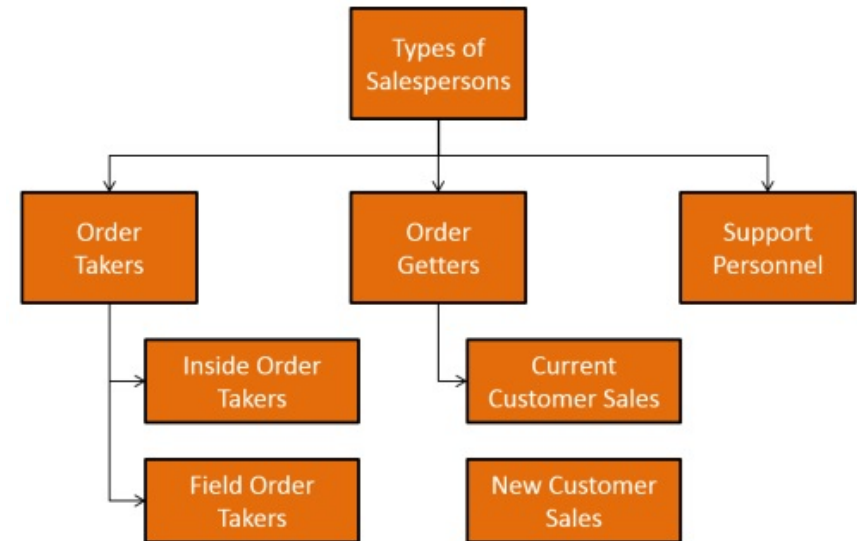 Types of
Salespersons
Order
Takers
Order
Getters
Support
Personnel
Inside Order
Takers
Current
Customer Sales
Field Order
Takers
New Customer
Sales